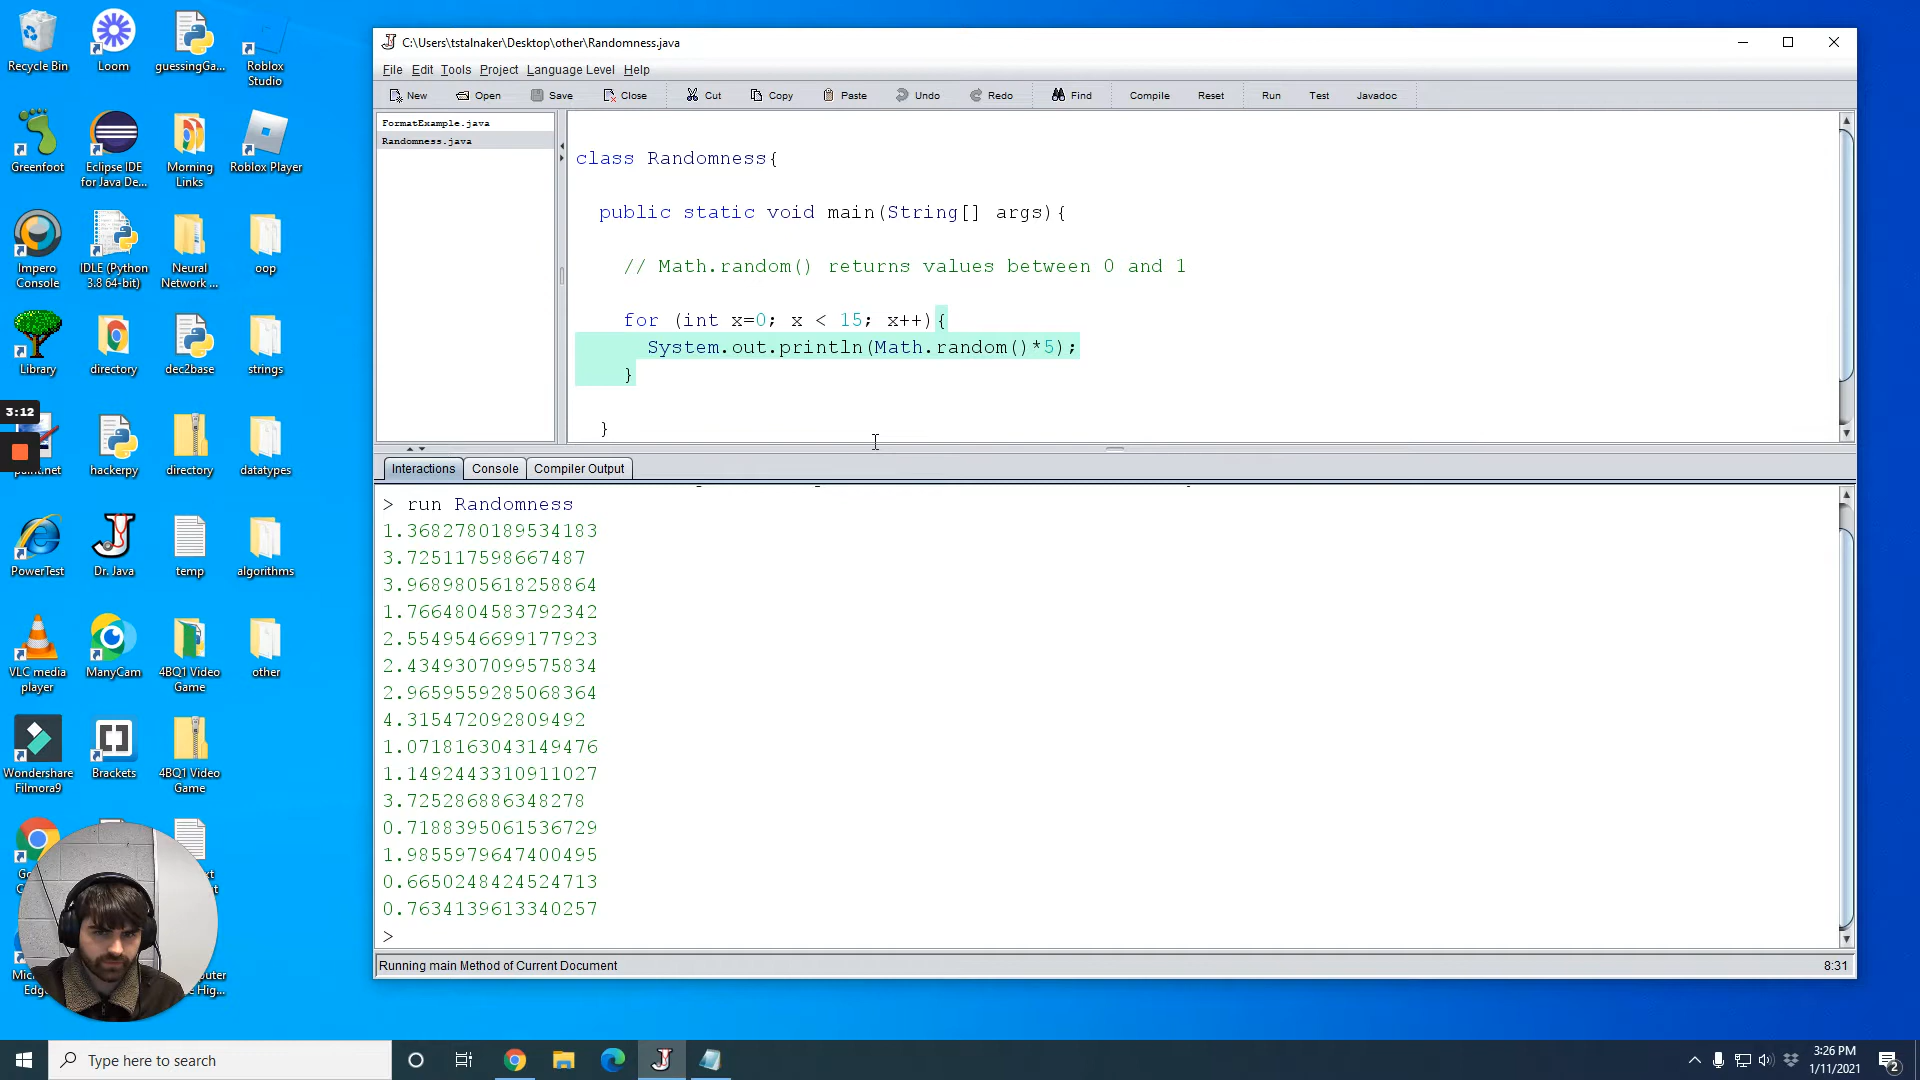 Recycle Bin
Loom
guessingGa...
Roblox
Studio
Greenfoot
Eclipse IDE
for Java De...
Morning
Links
Roblox Player
Impero
Console
IDLE (Python
3.8 64-bit)
Neural
Network ...
oop
Library
directory
dec2base
strings
3:12
paint.net
hackerpy
directory
datatypes
PowerTest
Dr. Java
temp
algorithms
VLC media
player
ManyCam
4BQ1 Video
Game
other
Wondershare
Filmora9
Brackets
4BQ1 Video
Game
C:\Users\tstalnaker\Desktop\other\Randomness.java
File Edit Tools Project Language Level Help
New Open Save Close Cut Copy Paste Undo Redo Find Compile Reset Run Test Javadoc
FormatExample.java
Randomness.java
class Randomness{
public static void main(String[] args){
// Math.random() returns values between 0 and 1
for (int x=0; x < 15; x++){
System.out.println(Math.random()*5);
}
}
Interactions Console Compiler Output
> run Randomness
1.3682780189534183
3.725117598667487
3.9689805618258864
1.7664804583792342
2.5549546699177923
2.4349307099575834
2.9659559285068364
4.315472092809492
1.0718163043149476
1.1492443310911027
3.725286886348278
0.7188395061536729
1.9855979647400495
0.6650248424524713
0.7634139613340257
>
Running main Method of Current Document
8:31
Type here to search
3:26 PM
1/11/2021
2